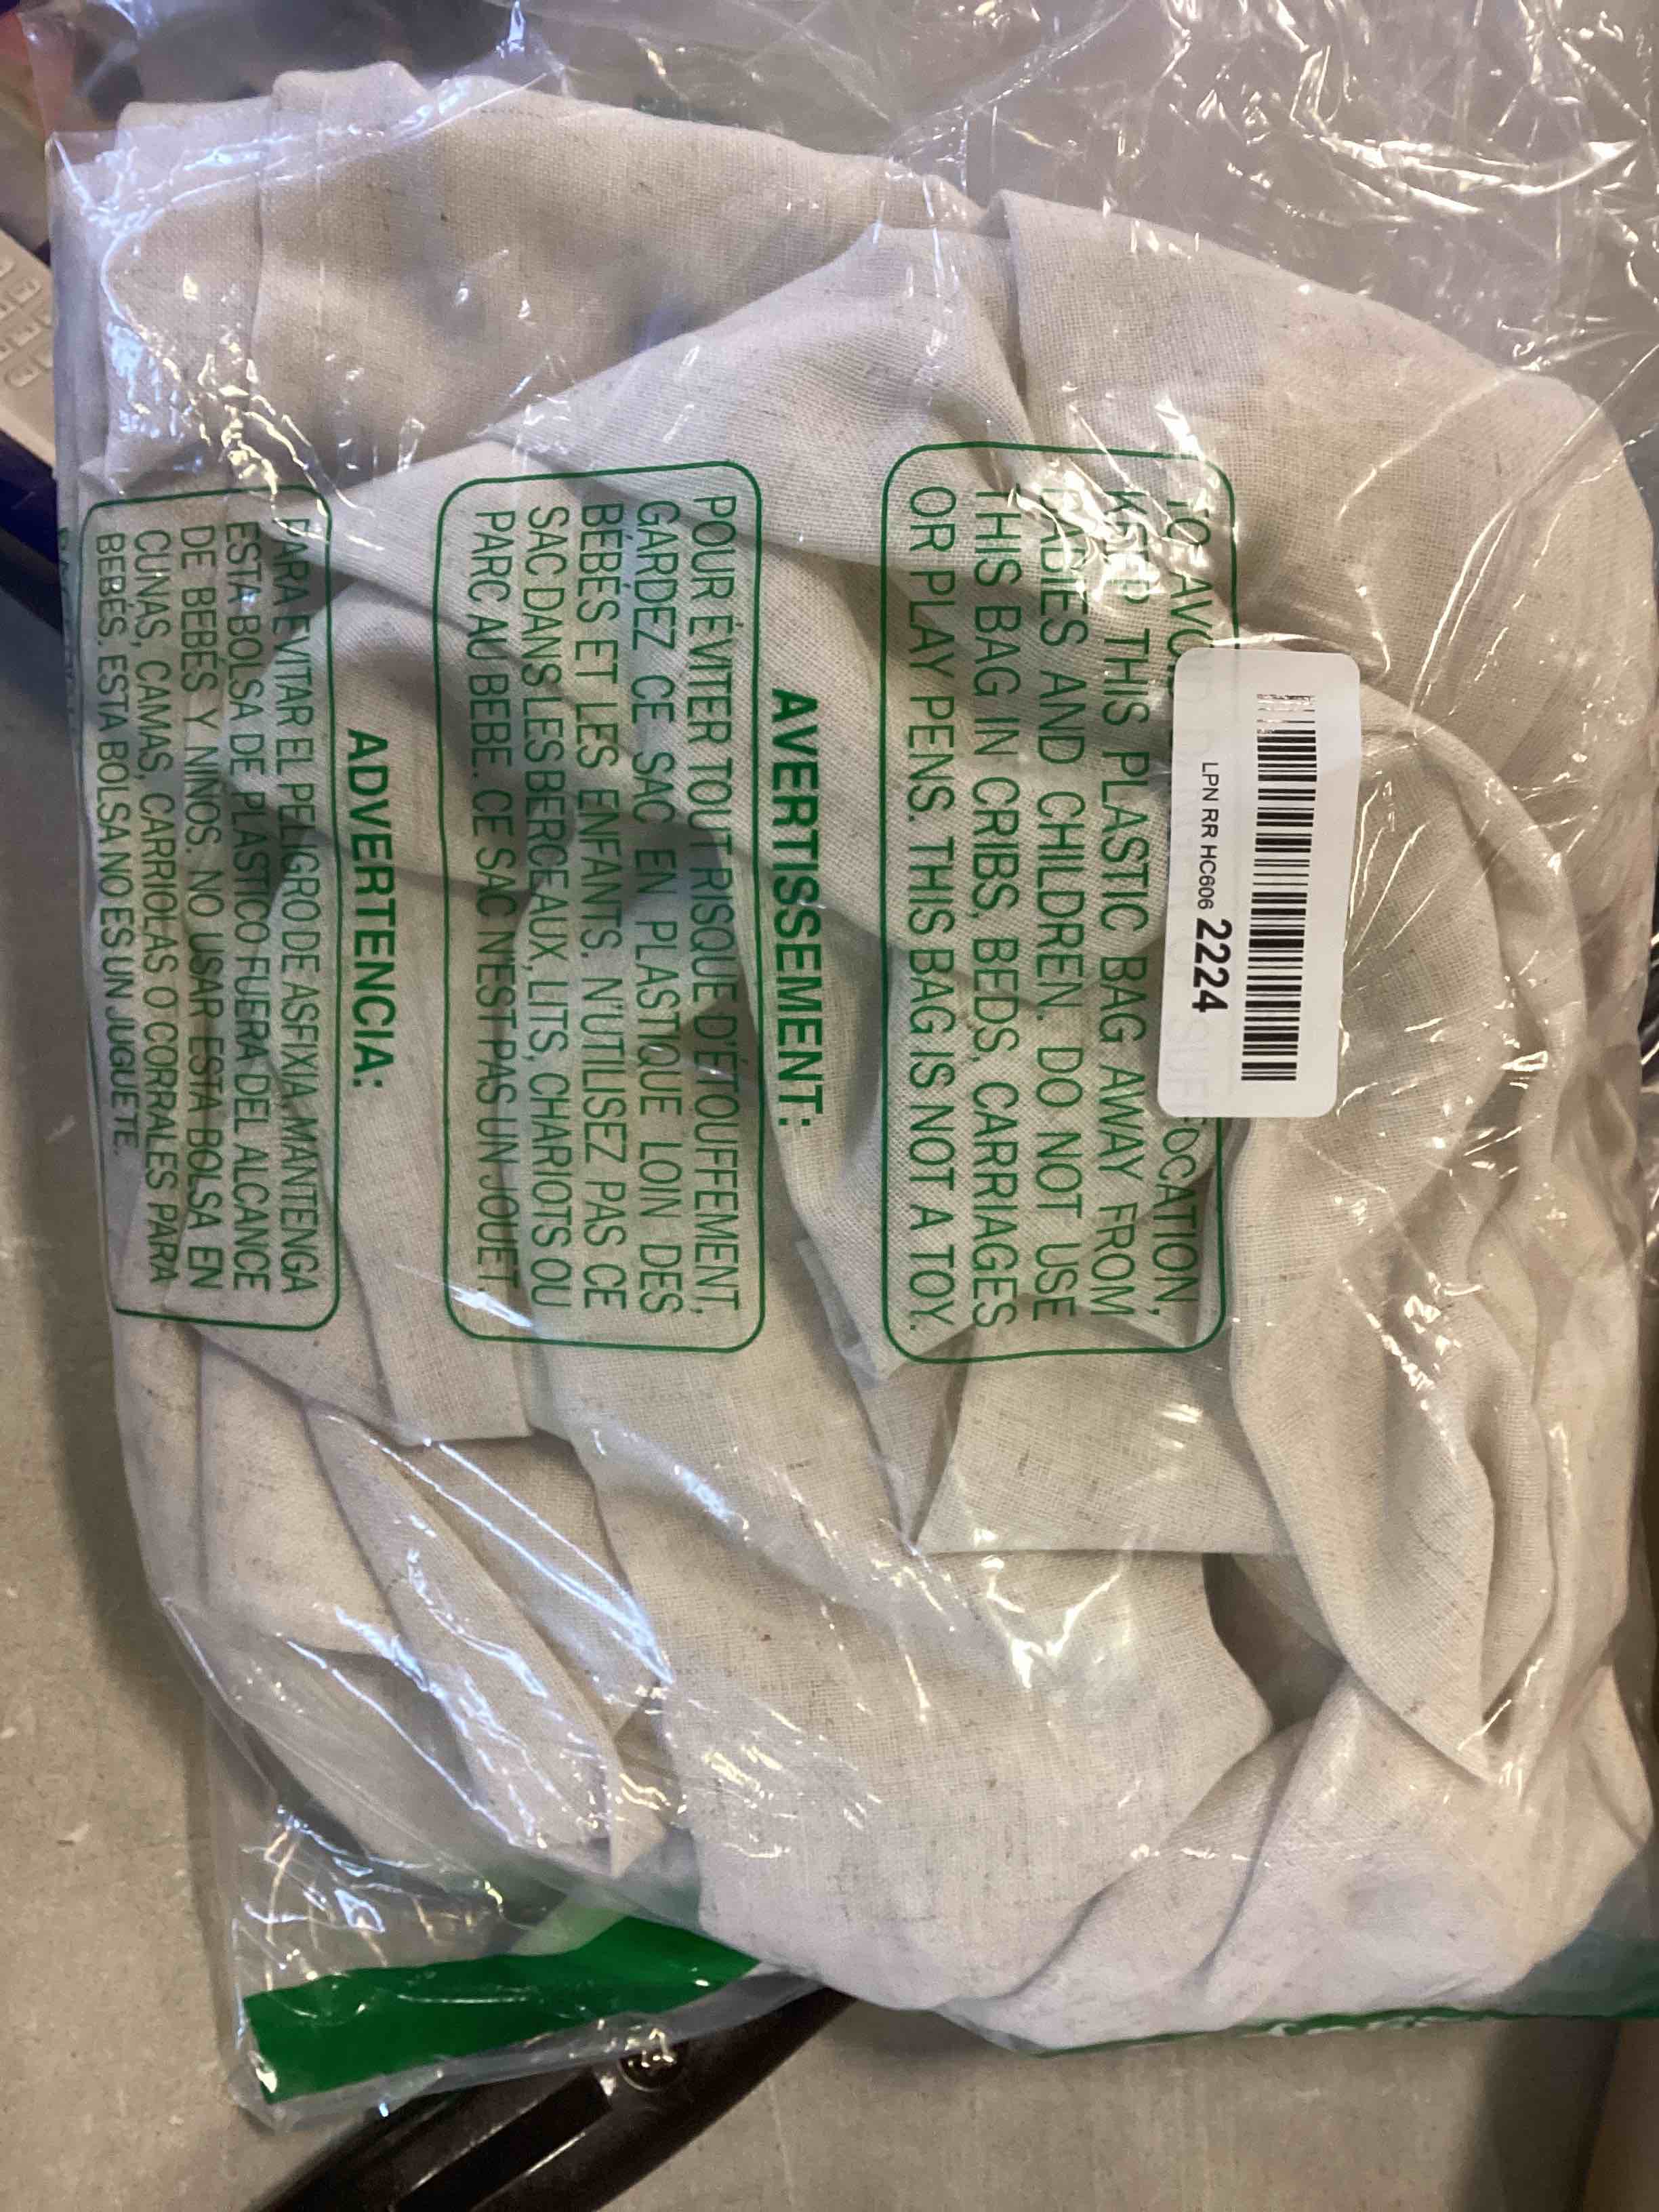 LPN RR HC606 2224
TO AVOID DANGER OF SUFFOCATION,
KEEP THIS PLASTIC BAG AWAY FROM
BABIES AND CHILDREN. DO NOT USE
THIS BAG IN CRIBS, BEDS, CARRIAGES
OR PLAY PENS. THIS BAG IS NOT A TOY.
AVERTISSEMENT:
POUR ÉVITER TOUT RISQUE D'ÉTOUFFEMENT,
GARDEZ CE SAC EN PLASTIQUE LOIN DES
BÉBÉS ET LES ENFANTS. N'UTILISEZ PAS CE
SAC DANS LES BERCEAUX, LITS, CHARIOTS OU
PARC AU BEBE. CE SAC N'EST PAS UN JOUET.
ADVERTENCIA:
PARA EVITAR EL PELIGRO DE ASFIXIA, MANTENGA
ESTA BOLSA DE PLASTICO FUERA DEL ALCANCE
DE BEBÉS Y NIÑOS. NO USAR ESTA BOLSA EN
CUNAS, CAMAS, CARRIOLAS O CORRALES PARA
BEBÉS. ESTA BOLSA NO ES UN JUGUETE.